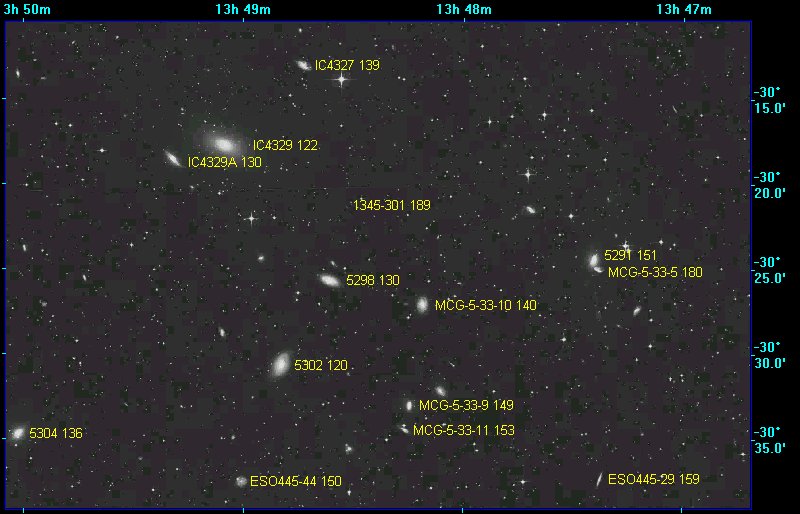 3h 50m 13h 49m 13h 48m 13h 47m
IC4327 139
-30°
15.0'
IC4329 122
IC4329A 130
-30°
20.0'
1345-301 189
5291 151
-30°
25.0'
MCG-5-33-5 180
5298 130
MCG-5-33-10 140
-30°
30.0'
5302 120
MCG-5-33-9 149
MCG-5-33-11 153
-30°
35.0'
5304 136
ESO445-44 150
ESO445-29 159